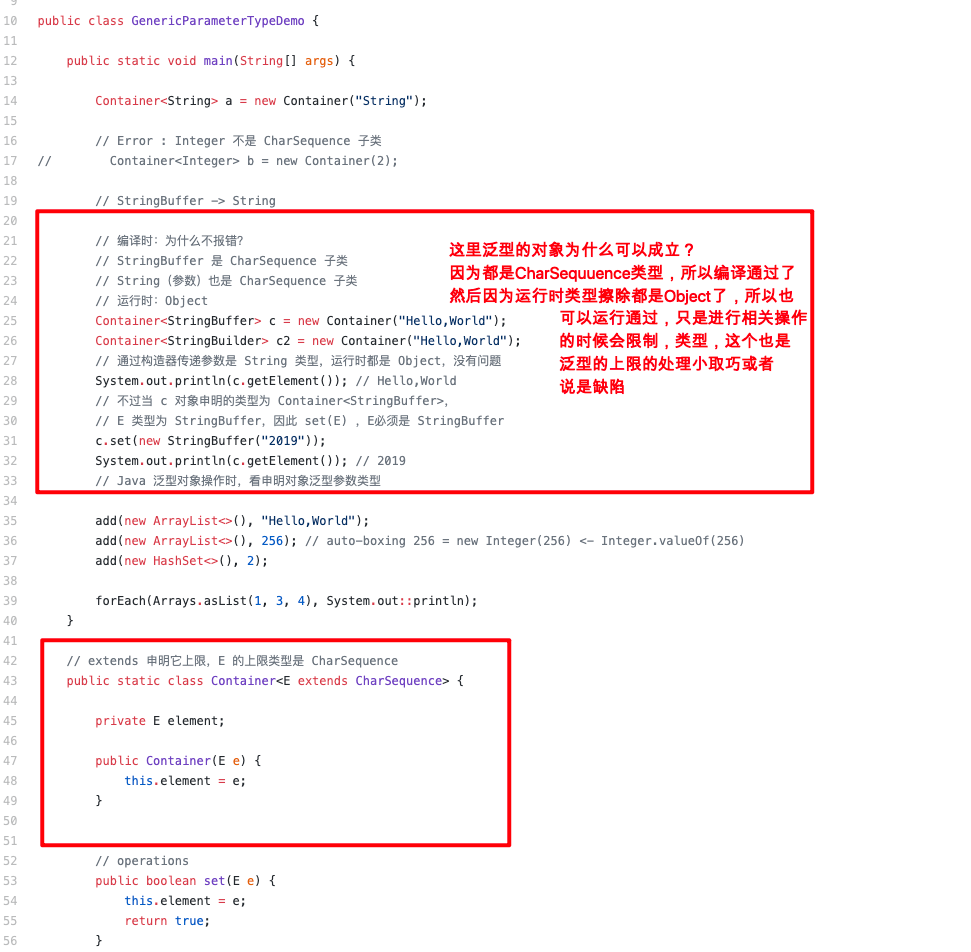 9
10 public class GenericParameterTypeDemo {
11
12 public static void main(String[] args) {
13
14 Container<String> a = new Container("String");
15
16 // Error : Integer 不是 CharSequence 子类
17 // Container<Integer> b = new Container(2);
18
19 // StringBuffer -> String
20
21 // 编译时：为什么不报错？
22 // StringBuffer 是 CharSequence 子类
23 // String（参数）也是 CharSequence 子类
24 // 运行时：Object
25 Container<StringBuffer> c = new Container("Hello,World");
26 Container<StringBuilder> c2 = new Container("Hello,World");
27 // 通过构造器传递参数是 String 类型，运行时都是 Object，没有问题
28 System.out.println(c.getElement()); // Hello,World
29 // 不过当 c 对象申明的类型为 Container<StringBuffer>，
30 // E 类型为 StringBuffer，因此 set(E) ，E必须是 StringBuffer
31 c.set(new StringBuffer("2019"));
32 System.out.println(c.getElement()); // 2019
33 // Java 泛型对象操作时，看申明对象泛型参数类型
这里泛型的对象为什么可以成立？
因为都是CharSequuence类型，所以编译通过了
然后因为运行时类型擦除都是Object了，所以也
可以运行通过，只是进行相关操作
的时候会限制，类型，这个也是
泛型的上限的处理小取巧或者
说是缺陷
34
35 add(new ArrayList<>(), "Hello,World");
36 add(new ArrayList<>(), 256); // auto-boxing 256 = new Integer(256) <- Integer.valueOf(256)
37 add(new HashSet<>(), 2);
38
39 forEach(Arrays.asList(1, 3, 4), System.out::println);
40 }
41
42 // extends 申明它上限，E 的上限类型是 CharSequence
43 public static class Container<E extends CharSequence> {
44
45 private E element;
46
47 public Container(E e) {
48 this.element = e;
49 }
50
51
52 // operations
53 public boolean set(E e) {
54 this.element = e;
55 return true;
56 }